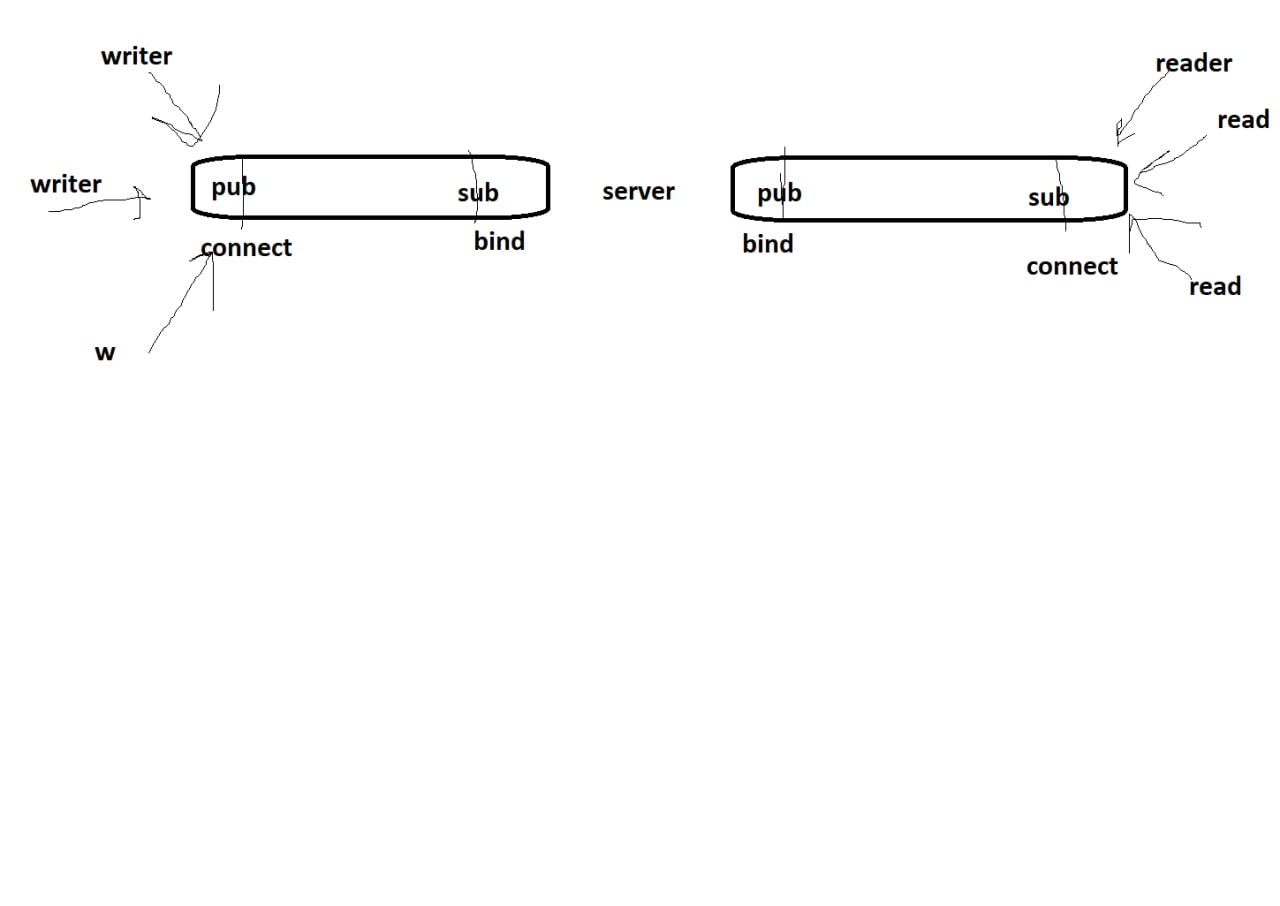 writer
reader
read
writer
pub
sub
server
pub
sub
connect
bind
bind
connect
read
w